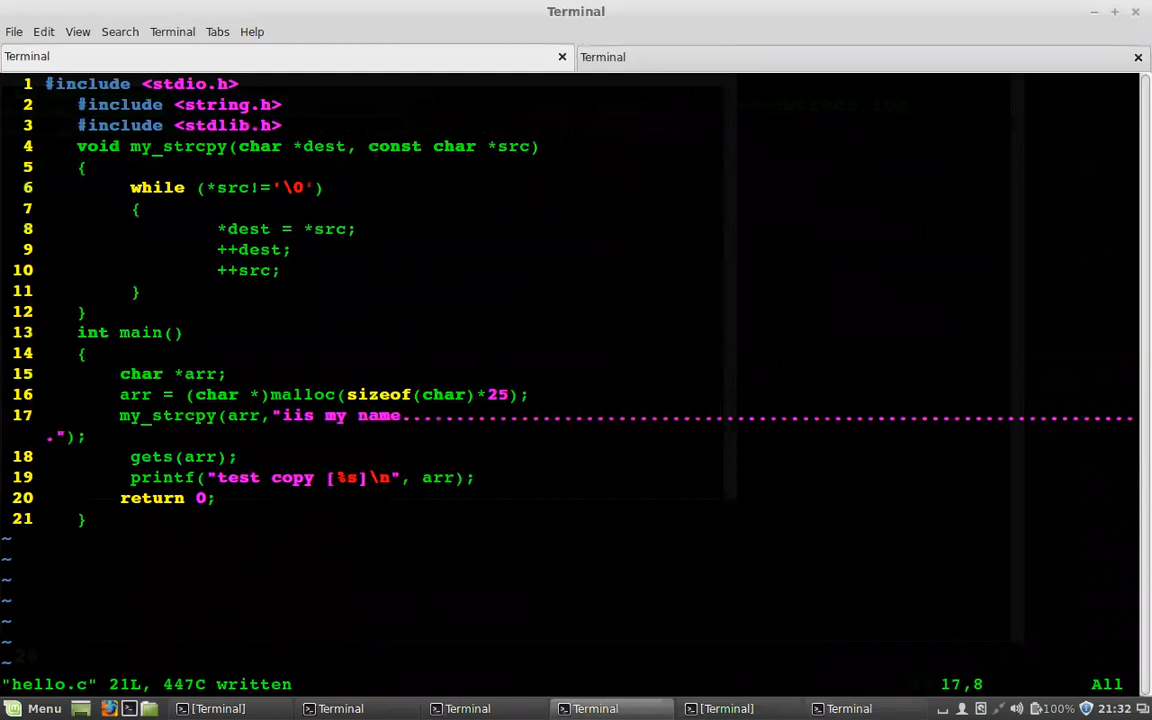 Terminal
File Edit View Search Terminal Tabs Help
Terminal × Terminal ×
1 #include <stdio.h>
2 #include <string.h>
3 #include <stdlib.h>
4 void my_strcpy(char *dest, const char *src)
5 {
6 while (*src!='\0')
7 {
8 *dest = *src;
9 ++dest;
10 ++src;
11 }
12 }
13 int main()
14 {
15 char *arr;
16 arr = (char *)malloc(sizeof(char)*25);
17 my_strcpy(arr,"iis my name....................................................................
.");
18 gets(arr);
19 printf("test copy [%s]\n", arr);
20 return 0;
21 }
~
~
~
~
~
~
~
"hello.c" 21L, 447C written 17,8 All
Menu [Terminal] Terminal Terminal Terminal [Terminal] Terminal 100% 21:32